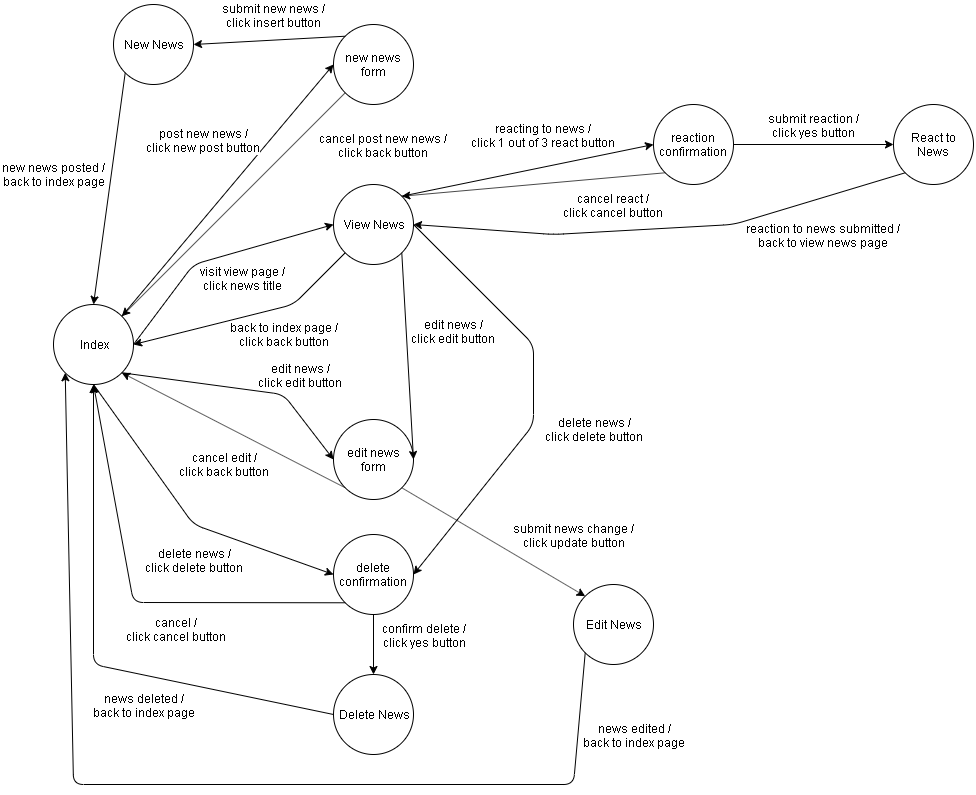 submit new news /
click insert button
New News
new news
form
post new news /
click new post button
cancel post new news /
click back button
new news posted /
back to index page
reacting to news /
click 1 out of 3 react button
reaction
confirmation
submit reaction /
click yes button
React to
News
cancel react /
click cancel button
reaction to news submitted /
back to view news page
View News
visit view page /
click news title
back to index page /
click back button
edit news /
click edit button
Index
edit news /
click edit button
delete news /
click delete button
edit news
form
cancel edit /
click back button
submit news change /
click update button
delete news /
click delete button
delete
confirmation
cancel /
click cancel button
confirm delete /
click yes button
Edit News
news deleted /
back to index page
Delete News
news edited /
back to index page